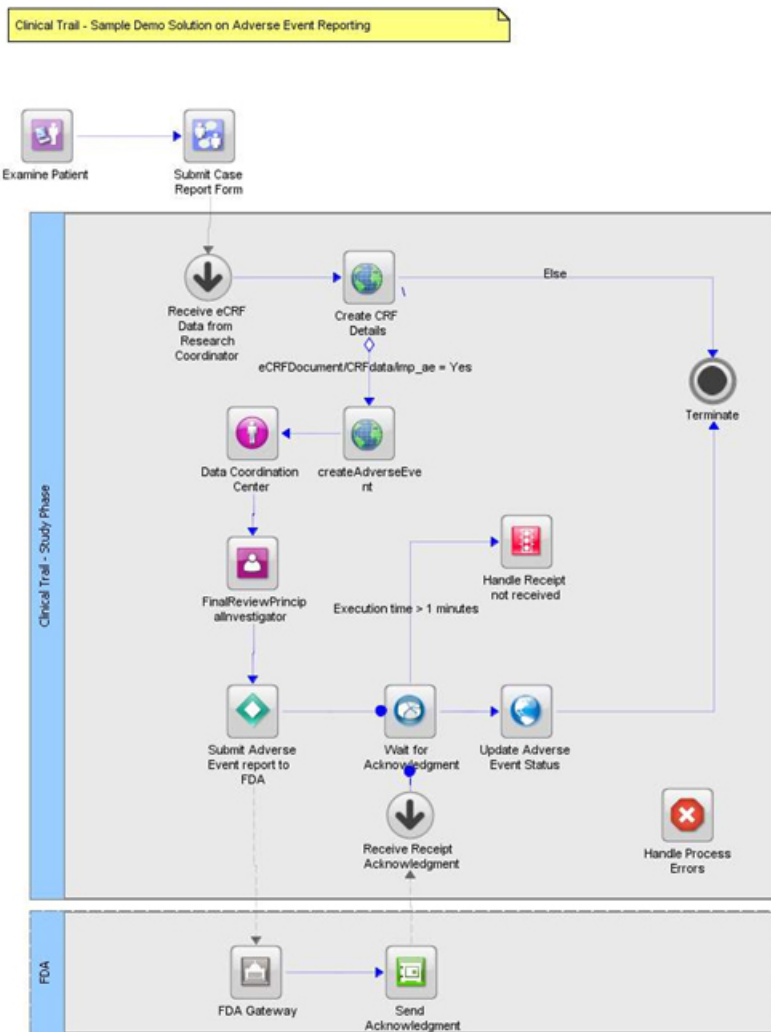 Clinical Trail - Sample Demo Solution on Adverse Event Reporting
Examine Patient
Submit Case
Report Form
Receive eCRF
Data from
Research
Coordinator
Create CRF
Details
\
Else
eCRFDocument/CRFdata/imp_ae = Yes
Terminate
Data Coordination
Center
createAdverseEve
nt
Clinical Trail - Study Phase
Handle Receipt
not received
FinalReviewPrincip
alInvestigator
Execution time > 1 minutes
Submit Adverse
Event report to
FDA
Wait for
Acknowledgment
Update Adverse
Event Status
Receive Receipt
Acknowledgment
Handle Process
Errors
FDA
FDA Gateway
Send
Acknowledgment